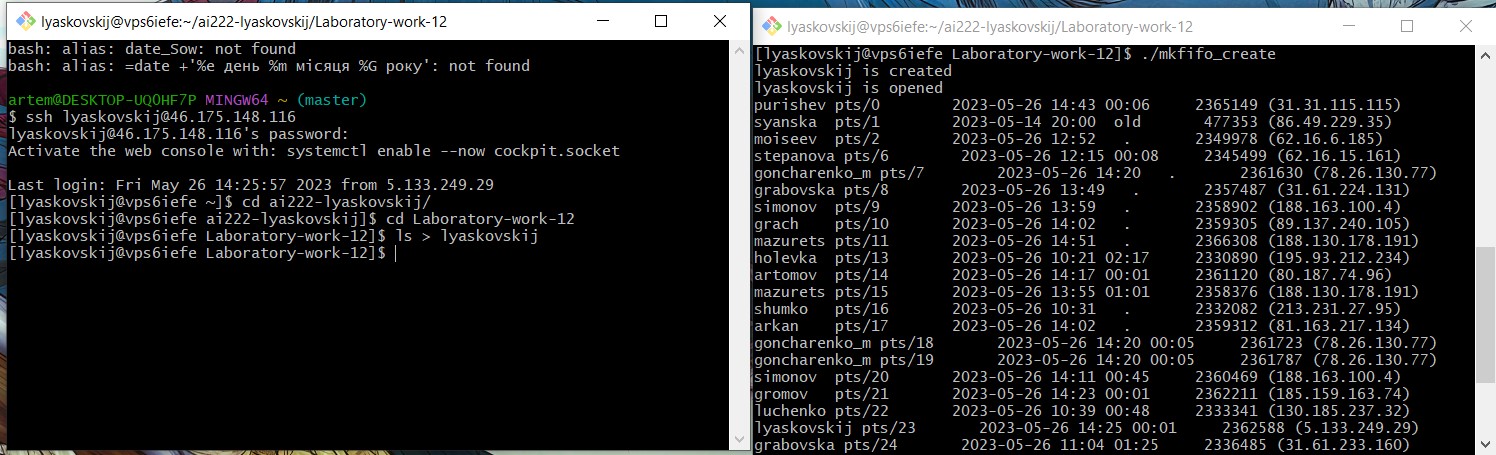 lyaskovskij@vps6iefe:~/ai222-lyaskovskij/Laboratory-work-12
bash: alias: date_Sow: not found
bash: alias: =date +'%e день %m місяця %G року': not found
artem@DESKTOP-UQOHF7P MINGW64 ~ (master)
$ ssh lyaskovskij@46.175.148.116
lyaskovskij@46.175.148.116's password:
Activate the web console with: systemctl enable --now cockpit.socket
Last login: Fri May 26 14:25:57 2023 from 5.133.249.29
[lyaskovskij@vps6iefe ~]$ cd ai222-lyaskovskij/
[lyaskovskij@vps6iefe ai222-lyaskovskij]$ cd Laboratory-work-12
[lyaskovskij@vps6iefe Laboratory-work-12]$ ls > lyaskovskij
[lyaskovskij@vps6iefe Laboratory-work-12]$
lyaskovskij@vps6iefe:~/ai222-lyaskovskij/Laboratory-work-12
[lyaskovskij@vps6iefe Laboratory-work-12]$ ./mkfifo_create
lyaskovskij is created
lyaskovskij is opened
purishev pts/0 2023-05-26 14:43 00:06 2365149 (31.31.115.115)
syanska pts/1 2023-05-14 20:00 old 477353 (86.49.229.35)
moiseev pts/2 2023-05-26 12:52 . 2349978 (62.16.6.185)
stepanova pts/6 2023-05-26 12:15 00:08 2345499 (62.16.15.161)
goncharenko_m pts/7 2023-05-26 14:20 . 2361630 (78.26.130.77)
grabovska pts/8 2023-05-26 13:49 . 2357487 (31.61.224.131)
simonov pts/9 2023-05-26 13:59 . 2358902 (188.163.100.4)
grach pts/10 2023-05-26 14:02 . 2359305 (89.137.240.105)
mazurets pts/11 2023-05-26 14:51 . 2366308 (188.130.178.191)
holevka pts/13 2023-05-26 10:21 02:17 2330890 (195.93.212.234)
artomov pts/14 2023-05-26 14:17 00:01 2361120 (80.187.74.96)
mazurets pts/15 2023-05-26 13:55 01:01 2358376 (188.130.178.191)
shumko pts/16 2023-05-26 10:31 . 2332082 (213.231.27.95)
arkan pts/17 2023-05-26 14:02 . 2359312 (81.163.217.134)
goncharenko_m pts/18 2023-05-26 14:20 00:05 2361723 (78.26.130.77)
goncharenko_m pts/19 2023-05-26 14:20 00:05 2361787 (78.26.130.77)
simonov pts/20 2023-05-26 14:11 00:45 2360469 (188.163.100.4)
gromov pts/21 2023-05-26 14:23 00:01 2362211 (185.159.163.74)
luchenko pts/22 2023-05-26 10:39 00:48 2333341 (130.185.237.32)
lyaskovskij pts/23 2023-05-26 14:25 00:01 2362588 (5.133.249.29)
grabovska pts/24 2023-05-26 11:04 01:25 2336485 (31.61.233.160)